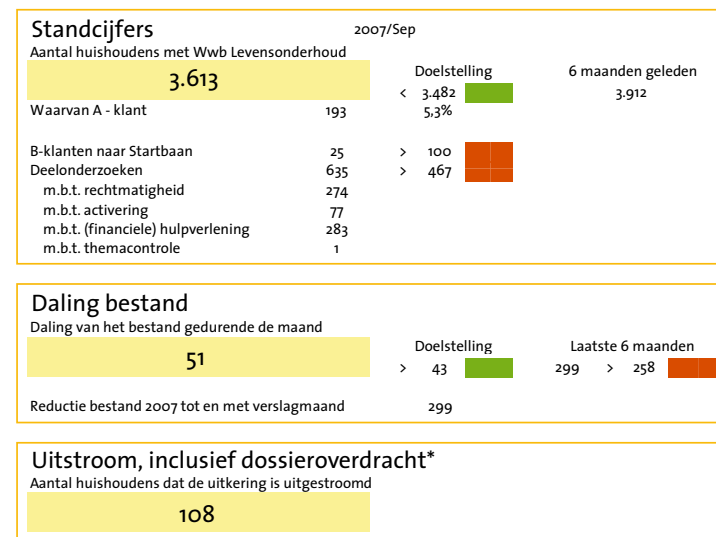 Standcijfers 2007/Sep
Aantal huishoudens met Wwb Levensonderhoud
3.613 Doelstelling 6 maanden geleden
< 3.482 3.912
Waarvan A - klant 193 5,3%
B-klanten naar Startbaan 25 > 100
Deelonderzoeken 635 > 467
m.b.t. rechtmatigheid 274
m.b.t. activering 77
m.b.t. (financiele) hulpverlening 283
m.b.t. themacontrole 1
Daling bestand
Daling van het bestand gedurende de maand
51 Doelstelling Laatste 6 maanden
> 43 299 > 258
Reductie bestand 2007 tot en met verslagmaand 299
Uitstroom, inclusief dossieroverdracht*
Aantal huishoudens dat de uitkering is uitgestroomd
108